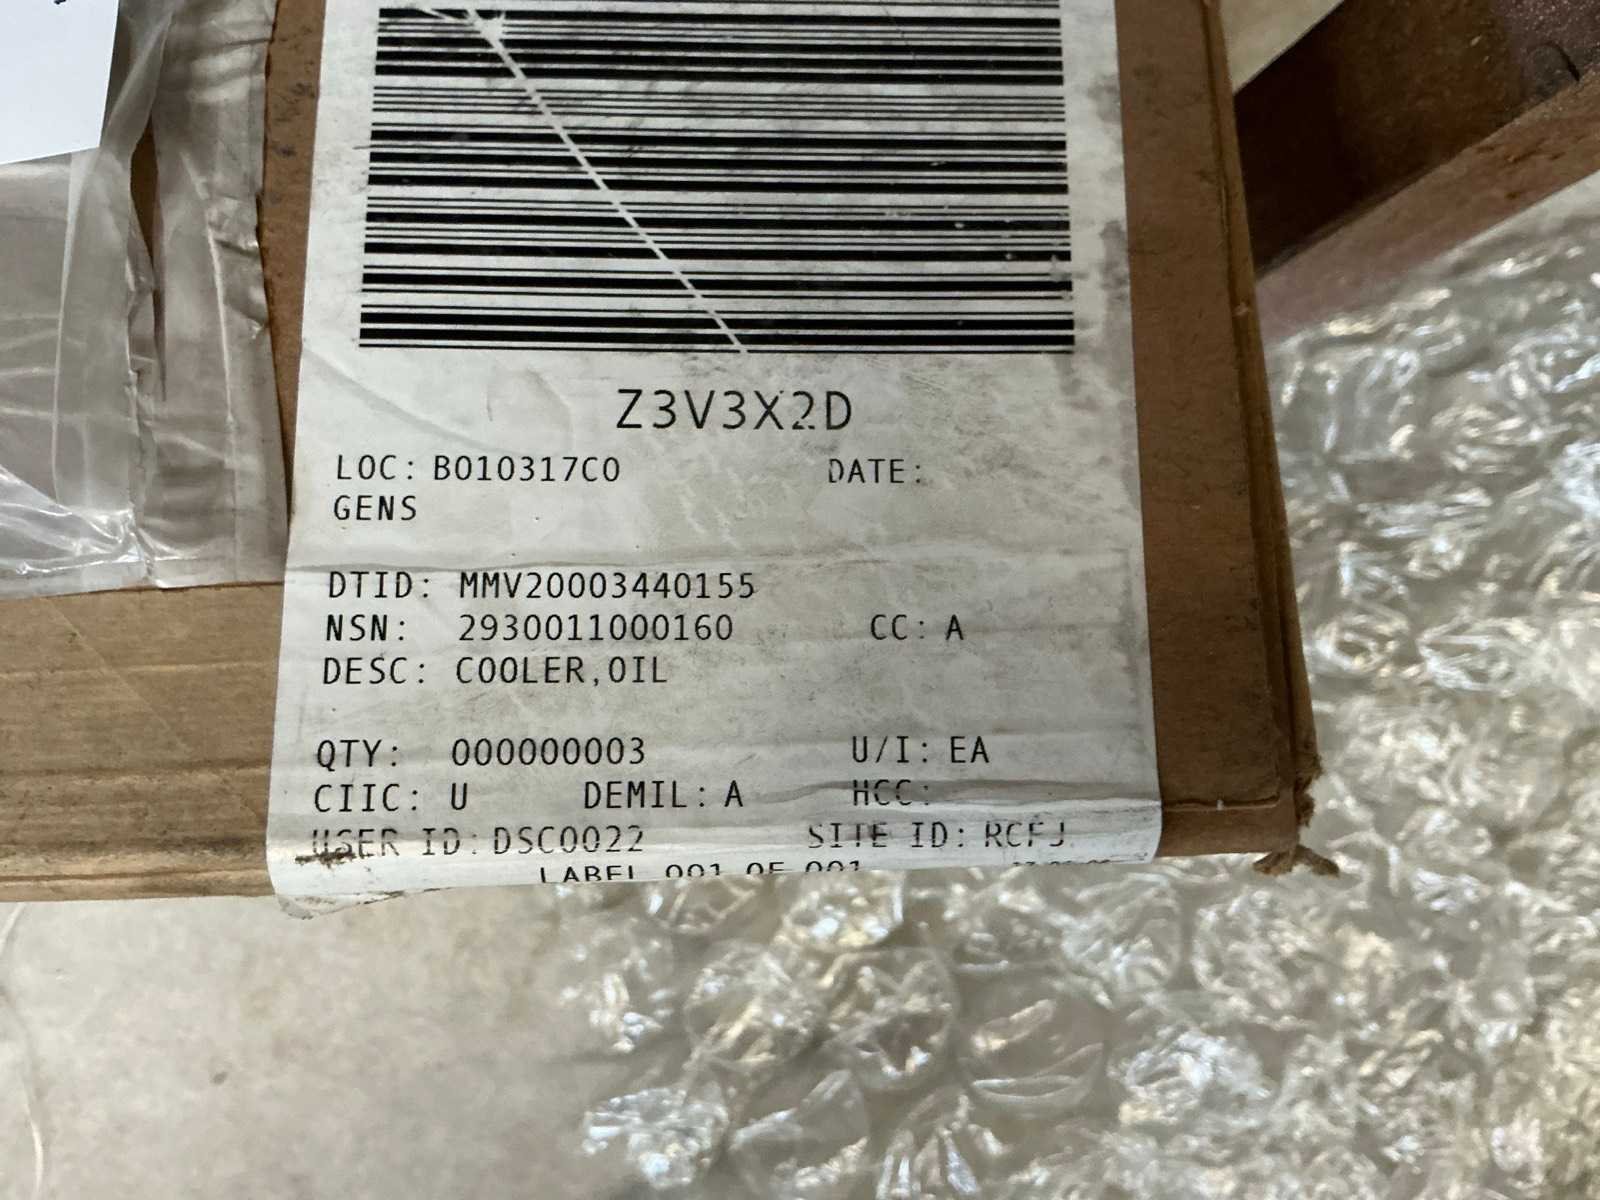 Z3V3X2D
LOC: B010317C0 DATE:
GENS
DTID: MMV20003440155
NSN: 2930011000160 CC: A
DESC: COOLER,OIL
QTY: 000000003 U/I: EA
CIIC: U DEMIL: A HCC:
USER ID: DSC0022 SITE ID: RCFJ
LABEL 001 OF 001